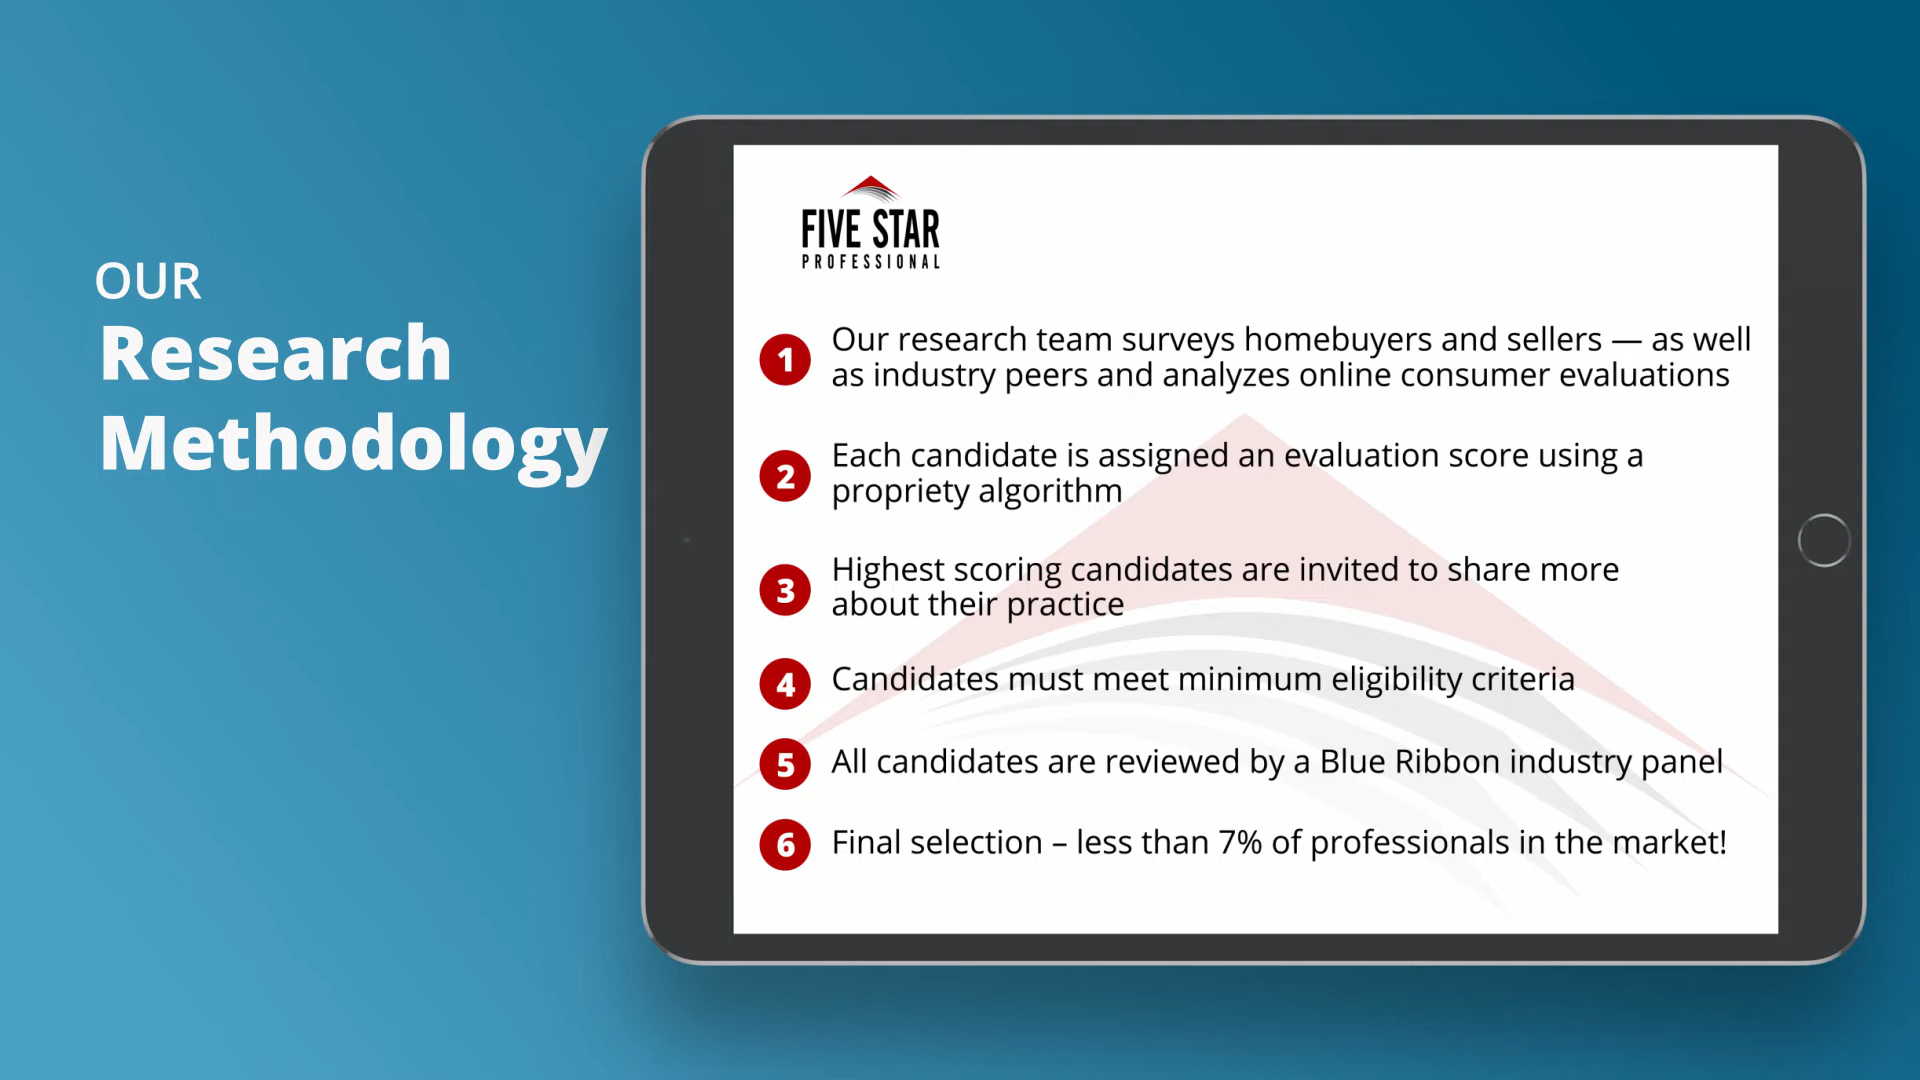 OUR
Research
Methodology
FIVE STAR
PROFESSIONAL
1
Our research team surveys homebuyers and sellers — as well
as industry peers and analyzes online consumer evaluations
2
Each candidate is assigned an evaluation score using a
propriety algorithm
3
Highest scoring candidates are invited to share more
about their practice
4
Candidates must meet minimum eligibility criteria
5
All candidates are reviewed by a Blue Ribbon industry panel
6
Final selection – less than 7% of professionals in the market!